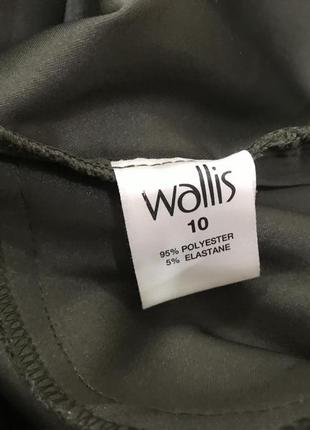 wallis
10
95% POLYESTER
5% ELASTANE